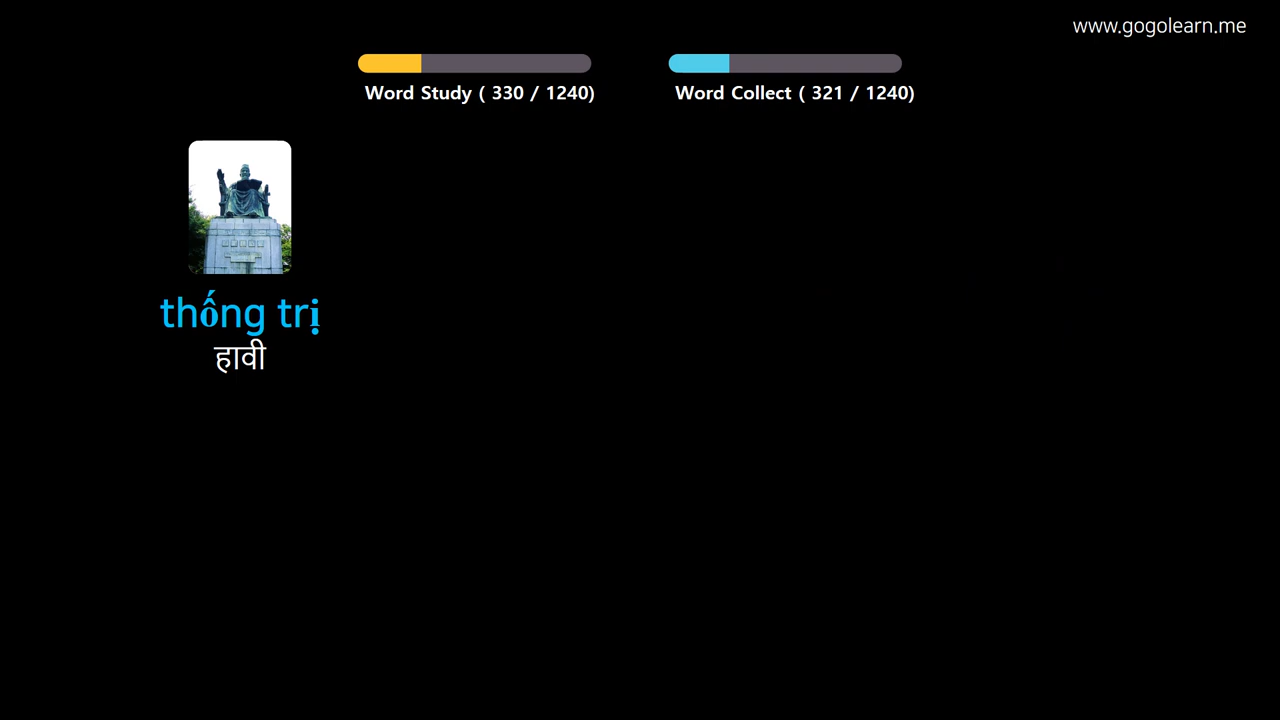 www.gogolearn.me
Word Study ( 330 / 1240)
Word Collect ( 321 / 1240)
thống trị
हावी